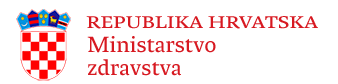 REPUBLIKA HRVATSKA
Ministarstvo
zdravstva